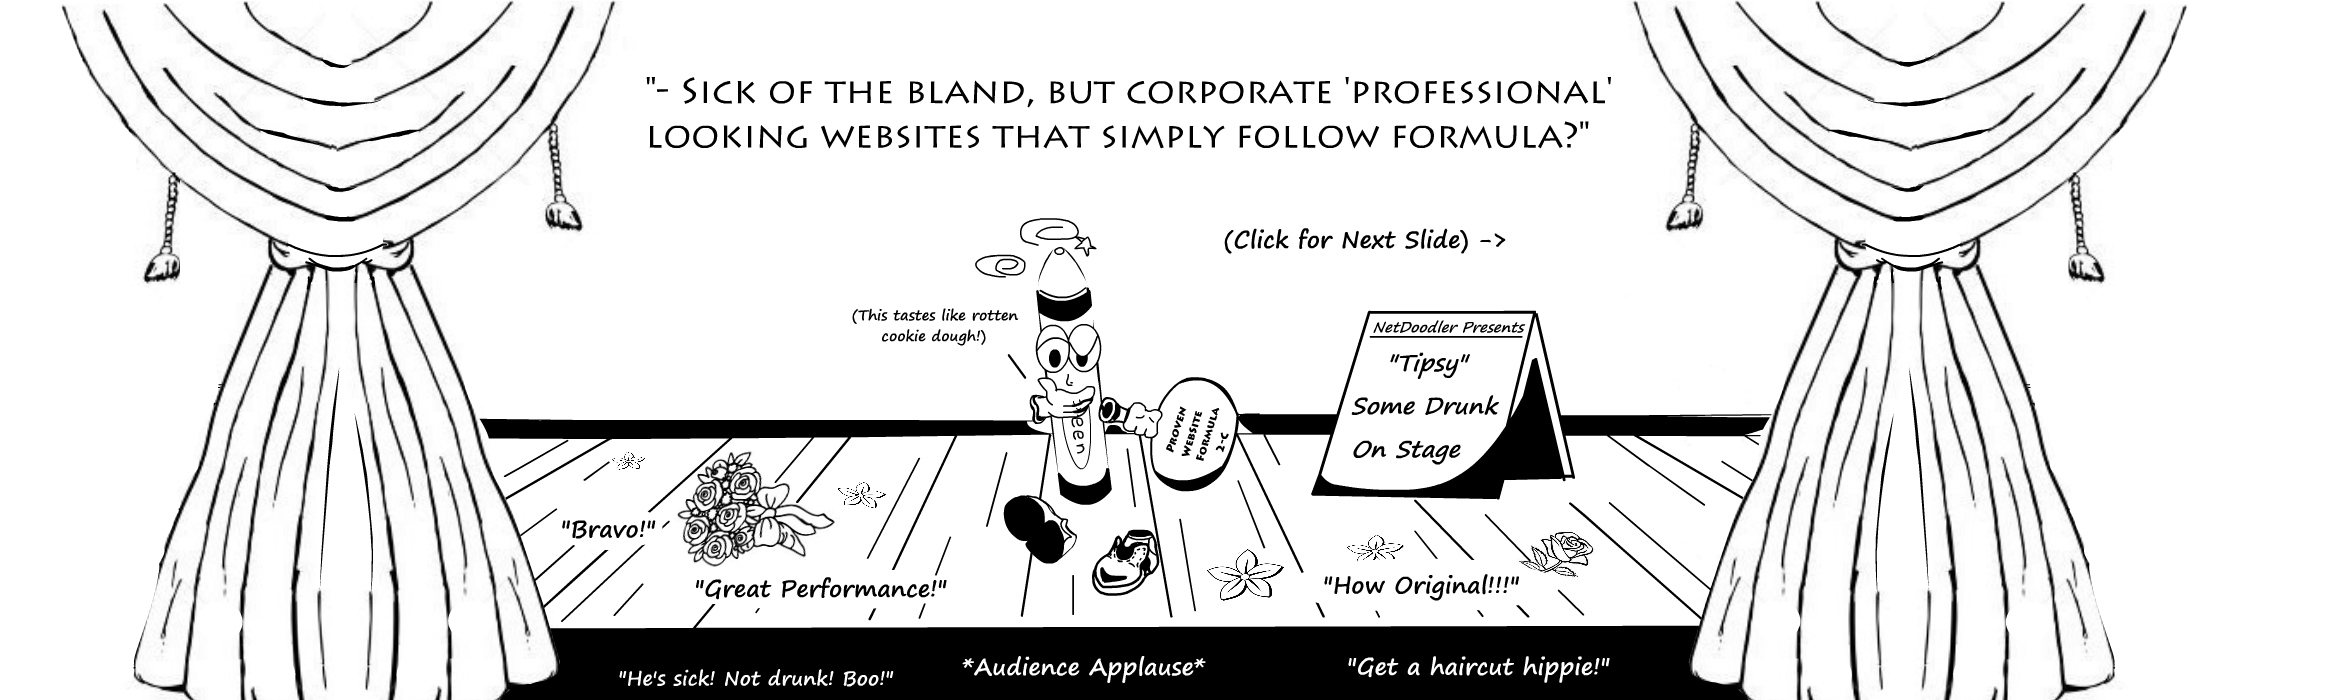 "- SICK OF THE BLAND, BUT CORPORATE 'PROFESSIONAL'
LOOKING WEBSITES THAT SIMPLY FOLLOW FORMULA?"
(Click for Next Slide) ->
(This tastes like rotten
cookie dough!)
NetDoodler Presents
"Tipsy"
Some Drunk
On Stage
een
PROVEN
WEBSITE
FORMULA
2-C
"Bravo!"
"Great Performance!"
"How Original!!!"
"He's sick! Not drunk! Boo!"
*Audience Applause*
"Get a haircut hippie!"